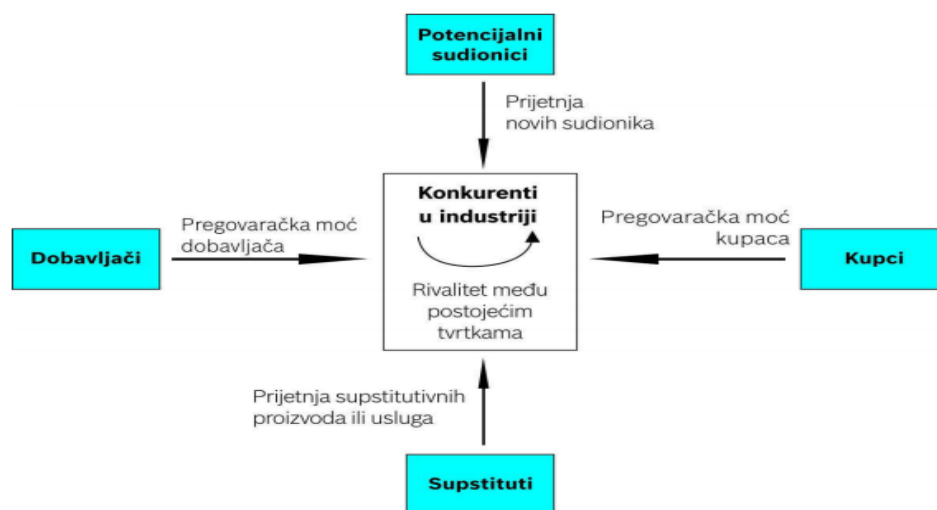 Potencijalni
sudionici
Prijetnja
novih sudionika
Konkurenti
u industriji
Rivalitet među
postojećim
tvrtkama
Pregovaračka moć
dobavljača
Dobavljači
Pregovaračka moć
kupaca
Kupci
Prijetnja supstitutivnih
proizvoda ili usluga
Supstituti